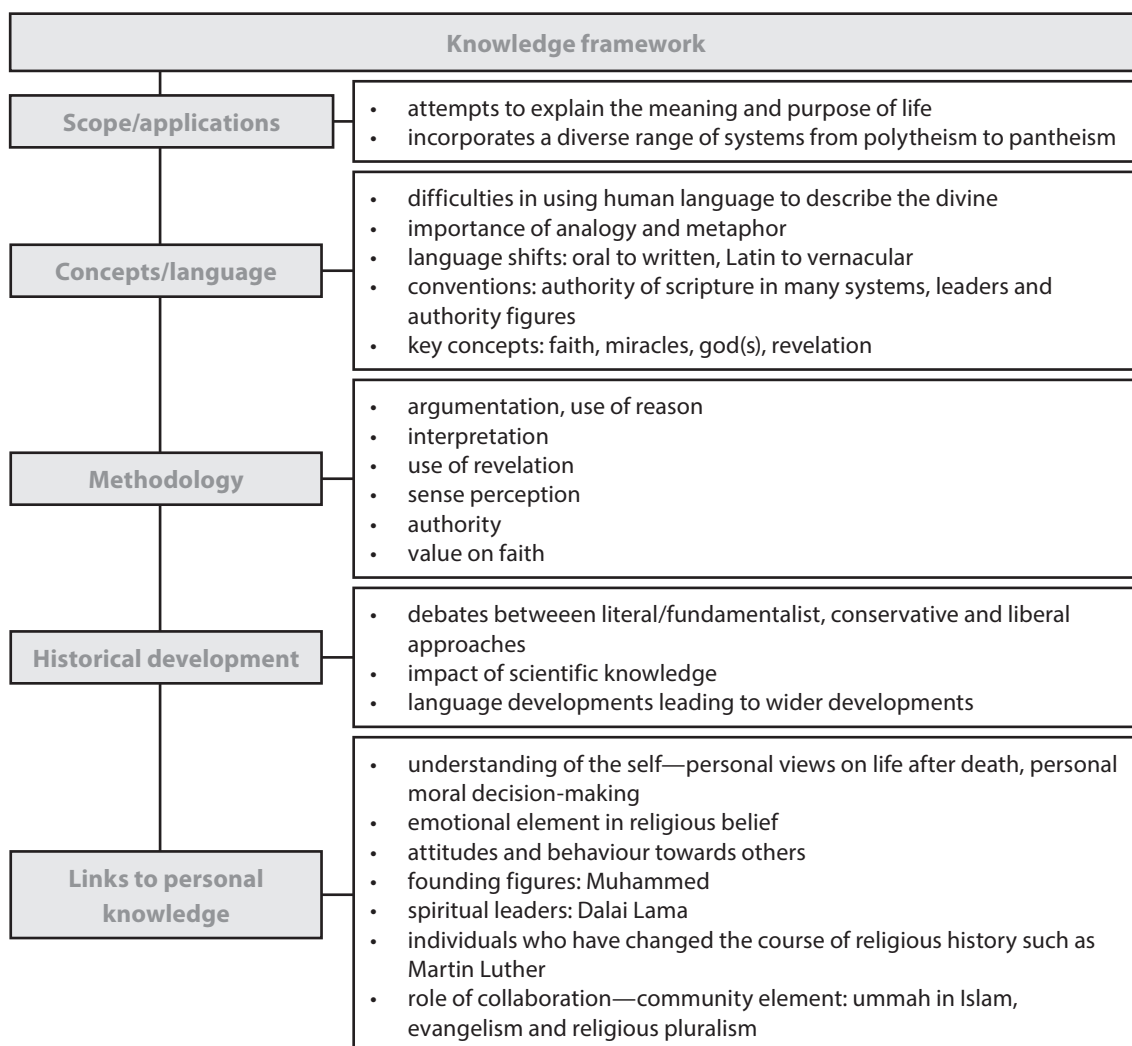 Knowledge framework
Scope/applications
• attempts to explain the meaning and purpose of life
• incorporates a diverse range of systems from polytheism to pantheism
Concepts/language
• difficulties in using human language to describe the divine
• importance of analogy and metaphor
• language shifts: oral to written, Latin to vernacular
• conventions: authority of scripture in many systems, leaders and
authority figures
• key concepts: faith, miracles, god(s), revelation
Methodology
• argumentation, use of reason
• interpretation
• use of revelation
• sense perception
• authority
• value on faith
Historical development
• debates betweeen literal/fundamentalist, conservative and liberal
approaches
• impact of scientific knowledge
• language developments leading to wider developments
Links to personal
knowledge
• understanding of the self—personal views on life after death, personal
moral decision-making
• emotional element in religious belief
• attitudes and behaviour towards others
• founding figures: Muhammed
• spiritual leaders: Dalai Lama
• individuals who have changed the course of religious history such as
Martin Luther
• role of collaboration—community element: ummah in Islam,
evangelism and religious pluralism